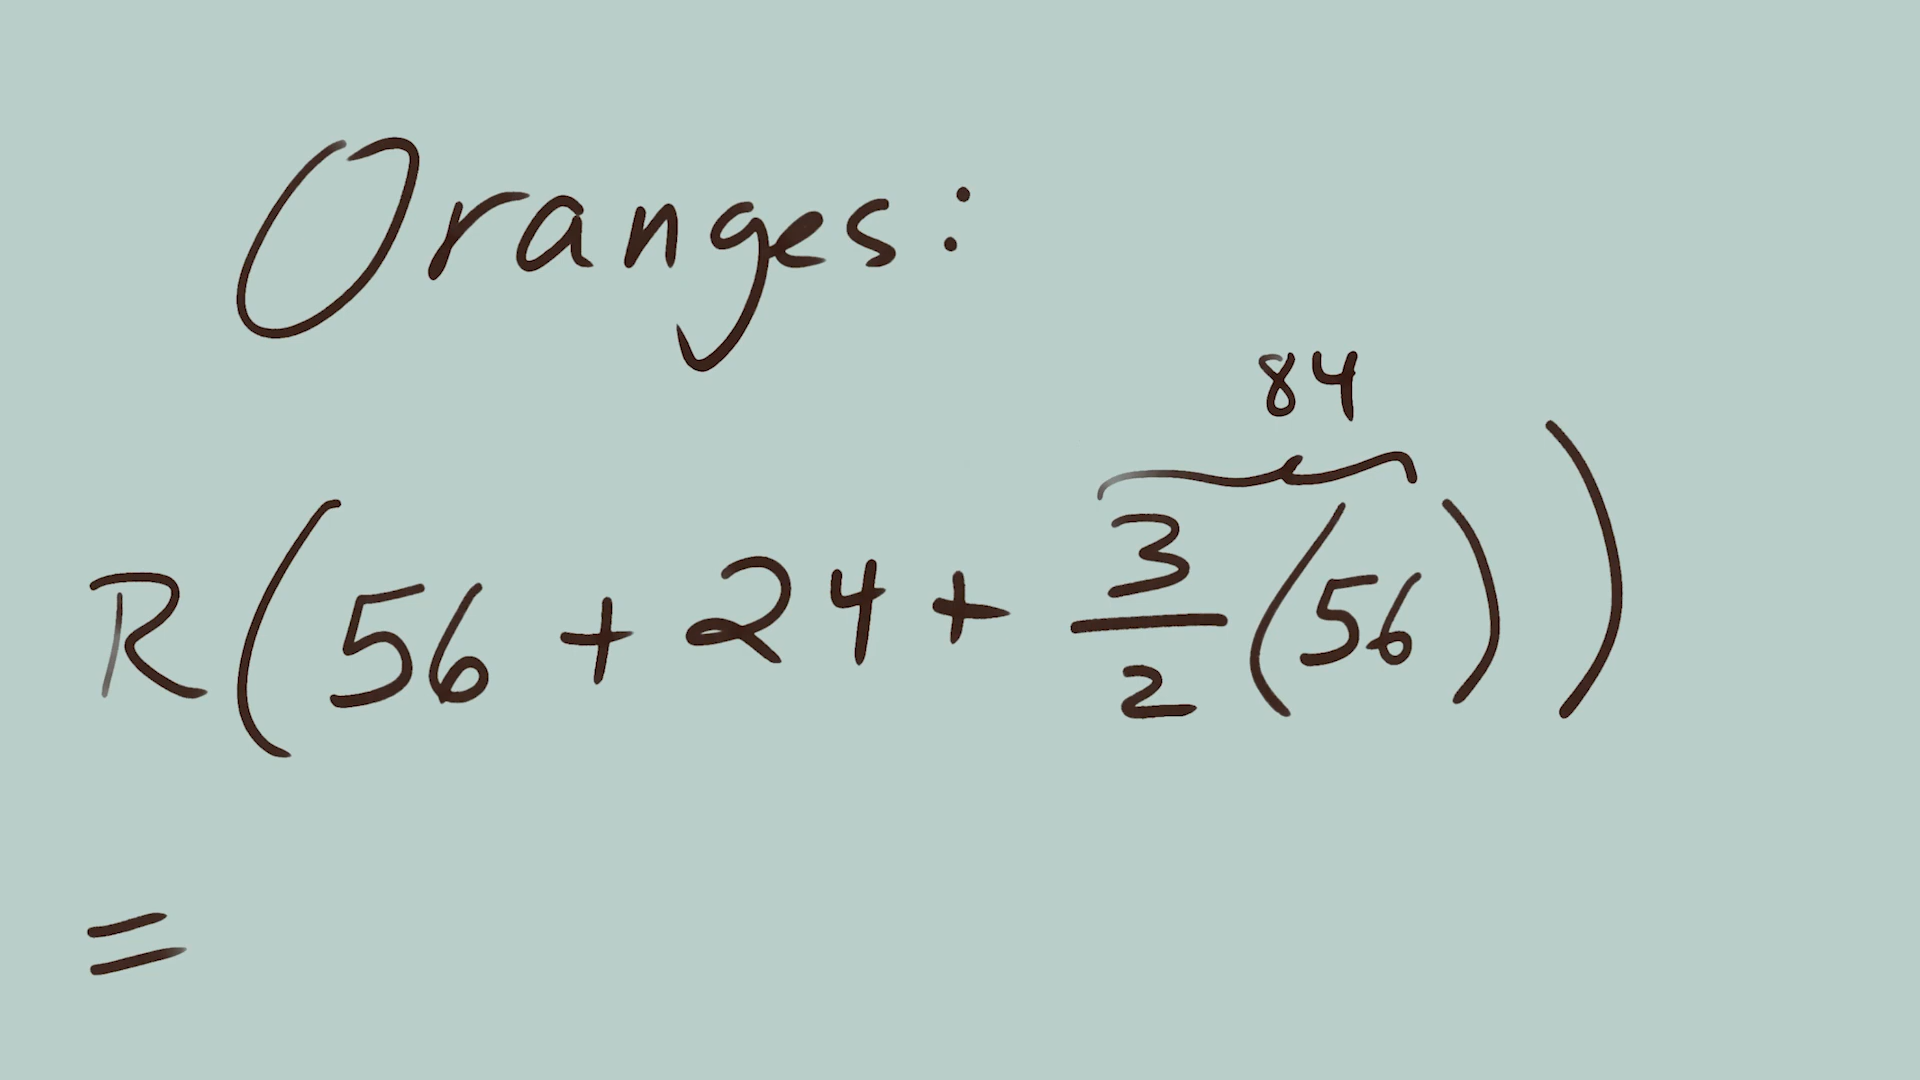 Oranges:
84
R(56 + 24 + 3/2 (56))
=